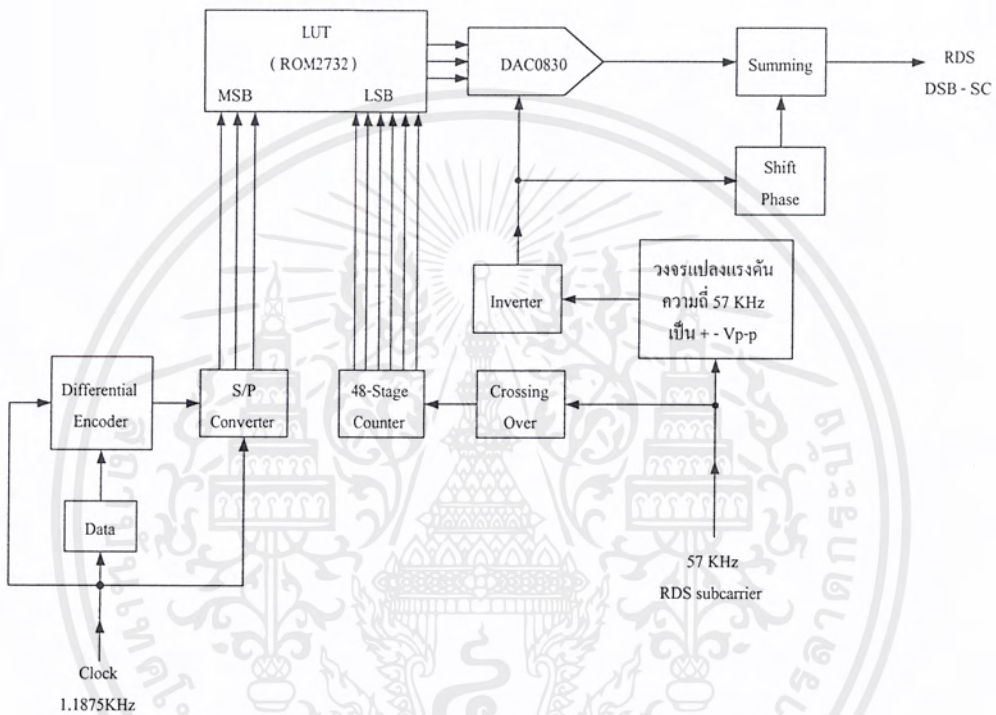 LUT
( ROM2732 )
MSB
LSB
DAC0830
Summing
RDS
DSB - SC
Shift
Phase
Inverter
วงจรแปลงแรงดัน
ความถี่ 57 KHz
เป็น + - Vp-p
Differential
Encoder
S/P
Converter
48-Stage
Counter
Crossing
Over
Data
57 KHz
RDS subcarrier
Clock
1.1875KHz